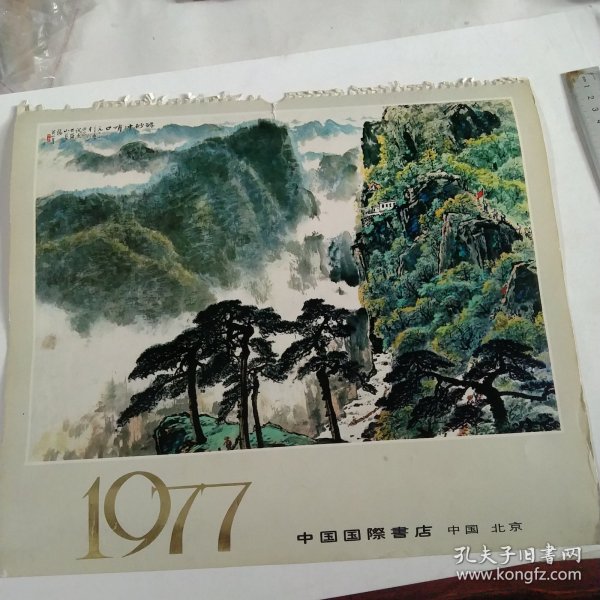 1977
中国国際書店 中国 北京
孔夫子旧書网
www.kongfz.com